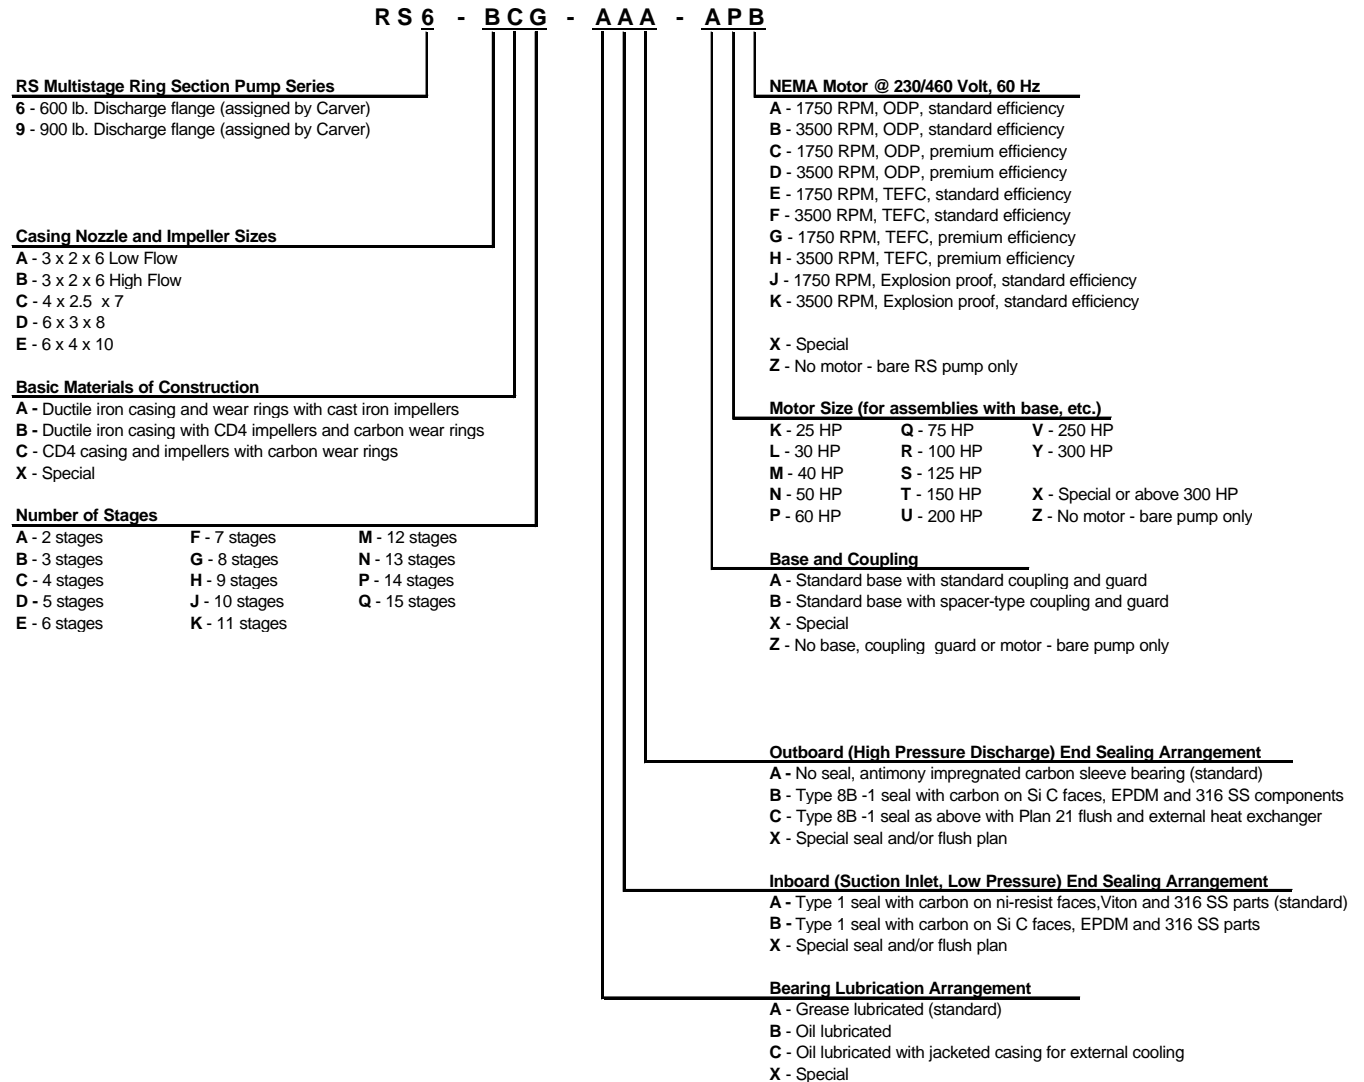 RS6 - BCG - AAA - APB
RS Multistage Ring Section Pump Series
6 - 600 lb. Discharge flange (assigned by Carver)
9 - 900 lb. Discharge flange (assigned by Carver)
Casing Nozzle and Impeller Sizes
A - 3 x 2 x 6 Low Flow
B - 3 x 2 x 6 High Flow
C - 4 x 2.5 x 7
D - 6 x 3 x 8
E - 6 x 4 x 10
Basic Materials of Construction
A - Ductile iron casing and wear rings with cast iron impellers
B - Ductile iron casing with CD4 impellers and carbon wear rings
C - CD4 casing and impellers with carbon wear rings
X - Special
Number of Stages
A - 2 stages F - 7 stages M - 12 stages
B - 3 stages G - 8 stages N - 13 stages
C - 4 stages H - 9 stages P - 14 stages
D - 5 stages J - 10 stages Q - 15 stages
E - 6 stages K - 11 stages
NEMA Motor @ 230/460 Volt, 60 Hz
A - 1750 RPM, ODP, standard efficiency
B - 3500 RPM, ODP, standard efficiency
C - 1750 RPM, ODP, premium efficiency
D - 3500 RPM, ODP, premium efficiency
E - 1750 RPM, TEFC, standard efficiency
F - 3500 RPM, TEFC, standard efficiency
G - 1750 RPM, TEFC, premium efficiency
H - 3500 RPM, TEFC, premium efficiency
J - 1750 RPM, Explosion proof, standard efficiency
K - 3500 RPM, Explosion proof, standard efficiency
X - Special
Z - No motor - bare RS pump only
Motor Size (for assemblies with base, etc.)
K - 25 HP Q - 75 HP V - 250 HP
L - 30 HP R - 100 HP Y - 300 HP
M - 40 HP S - 125 HP
N - 50 HP T - 150 HP X - Special or above 300 HP
P - 60 HP U - 200 HP Z - No motor - bare pump only
Base and Coupling
A - Standard base with standard coupling and guard
B - Standard base with spacer-type coupling and guard
X - Special
Z - No base, coupling guard or motor - bare pump only
Outboard (High Pressure Discharge) End Sealing Arrangement
A - No seal, antimony impregnated carbon sleeve bearing (standard)
B - Type 8B -1 seal with carbon on Si C faces, EPDM and 316 SS components
C - Type 8B -1 seal as above with Plan 21 flush and external heat exchanger
X - Special seal and/or flush plan
Inboard (Suction Inlet, Low Pressure) End Sealing Arrangement
A - Type 1 seal with carbon on ni-resist faces,Viton and 316 SS parts (standard)
B - Type 1 seal with carbon on Si C faces, EPDM and 316 SS parts
X - Special seal and/or flush plan
Bearing Lubrication Arrangement
A - Grease lubricated (standard)
B - Oil lubricated
C - Oil lubricated with jacketed casing for external cooling
X - Special